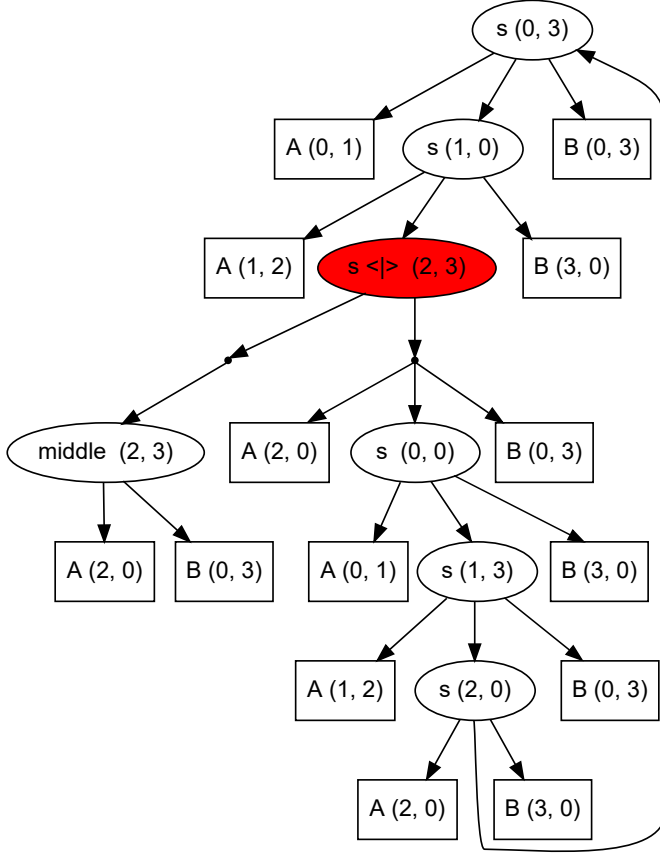 s (0, 3)
A (0, 1)
s (1, 0)
B (0, 3)
A (1, 2)
s <|> (2, 3)
B (3, 0)
middle (2, 3)
A (2, 0)
s (0, 0)
B (0, 3)
A (2, 0)
B (0, 3)
A (0, 1)
s (1, 3)
B (3, 0)
A (1, 2)
s (2, 0)
B (0, 3)
A (2, 0)
B (3, 0)